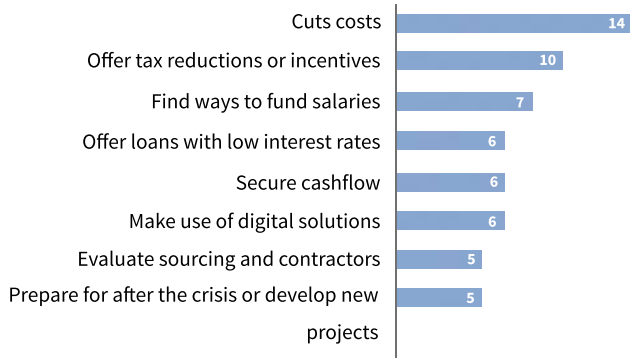 Cuts costs 14
Offer tax reductions or incentives 10
Find ways to fund salaries 7
Offer loans with low interest rates 6
Secure cashflow 6
Make use of digital solutions 6
Evaluate sourcing and contractors 5
Prepare for after the crisis or develop new 5
projects